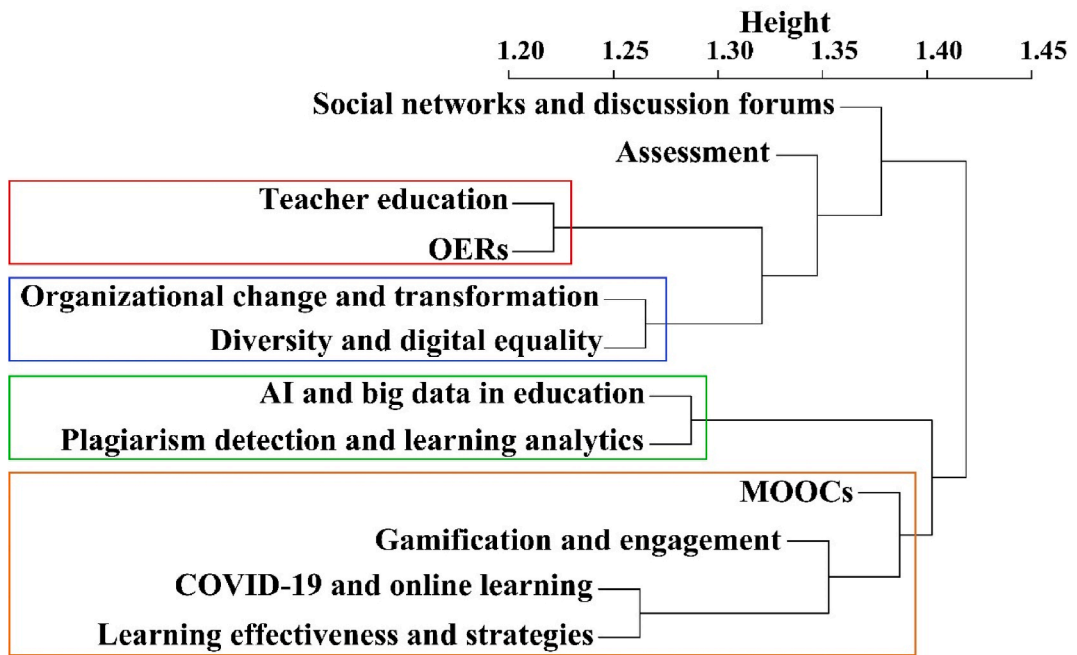 Height
1.20 1.25 1.30 1.35 1.40 1.45
Social networks and discussion forums
Assessment
Teacher education
OERs
Organizational change and transformation
Diversity and digital equality
AI and big data in education
Plagiarism detection and learning analytics
MOOCs
Gamification and engagement
COVID-19 and online learning
Learning effectiveness and strategies